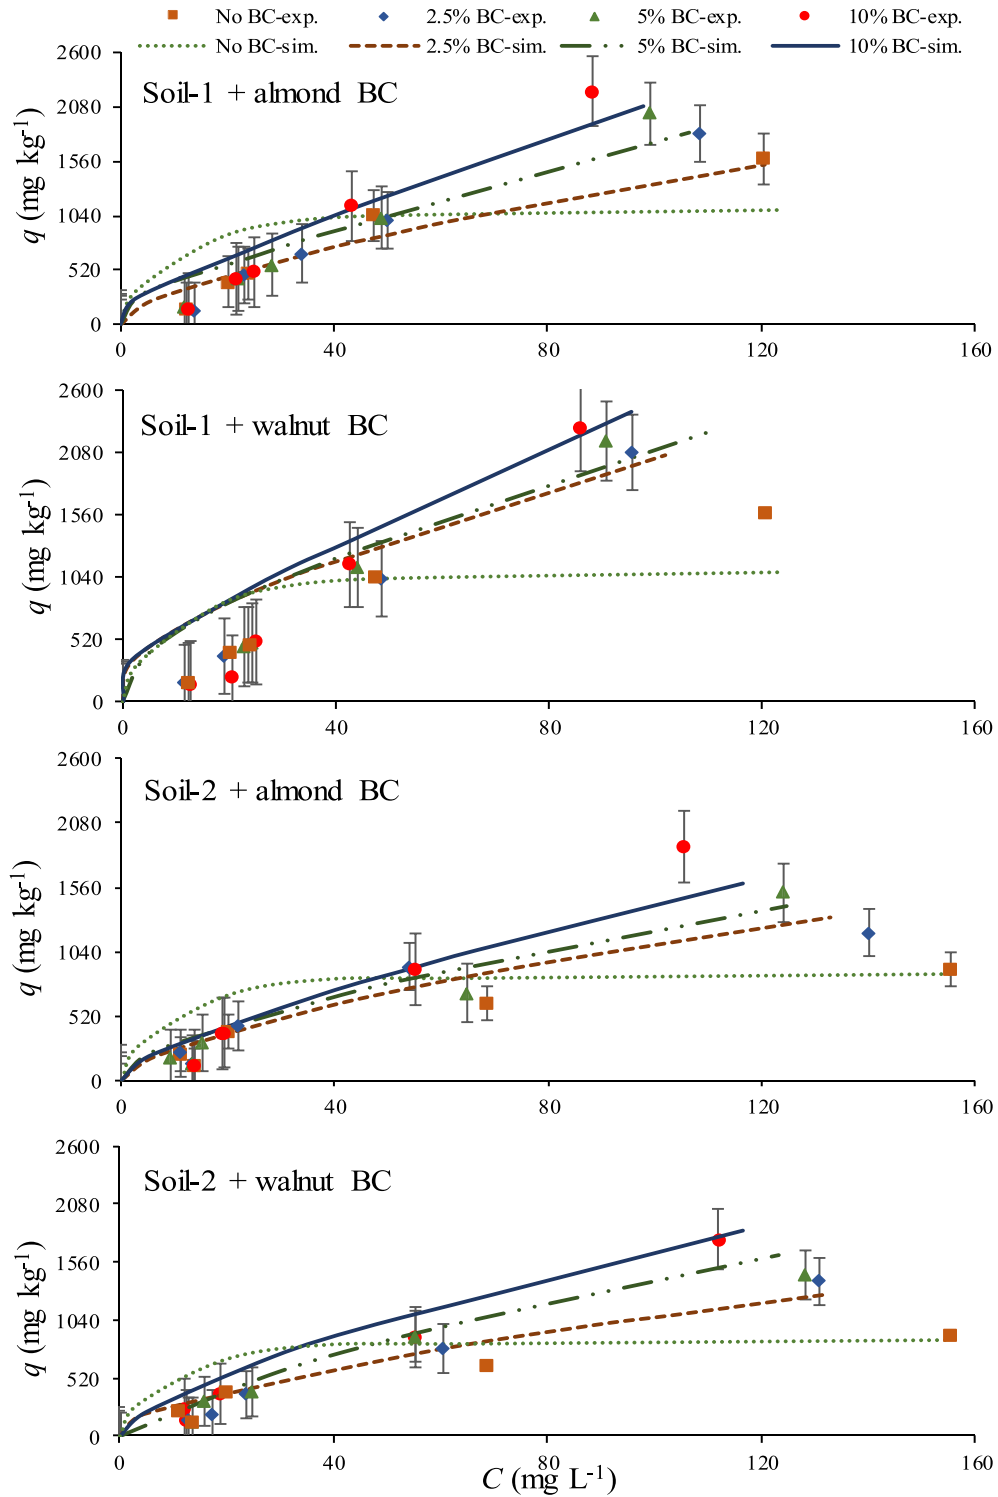 No BC-exp. 2.5% BC-exp. 5% BC-exp. 10% BC-exp.
No BC-sim. 2.5% BC-sim. 5% BC-sim. 10% BC-sim.
Soil-1 + almond BC
q (mg kg-1)
2600
2080
1560
1040
520
0
0 40 80 120 160
Soil-1 + walnut BC
q (mg kg-1)
2600
2080
1560
1040
520
0
0 40 80 120 160
Soil-2 + almond BC
q (mg kg-1)
2600
2080
1560
1040
520
0
0 40 80 120 160
Soil-2 + walnut BC
q (mg kg-1)
2600
2080
1560
1040
520
0
0 40 80 120 160
C (mg L-1)